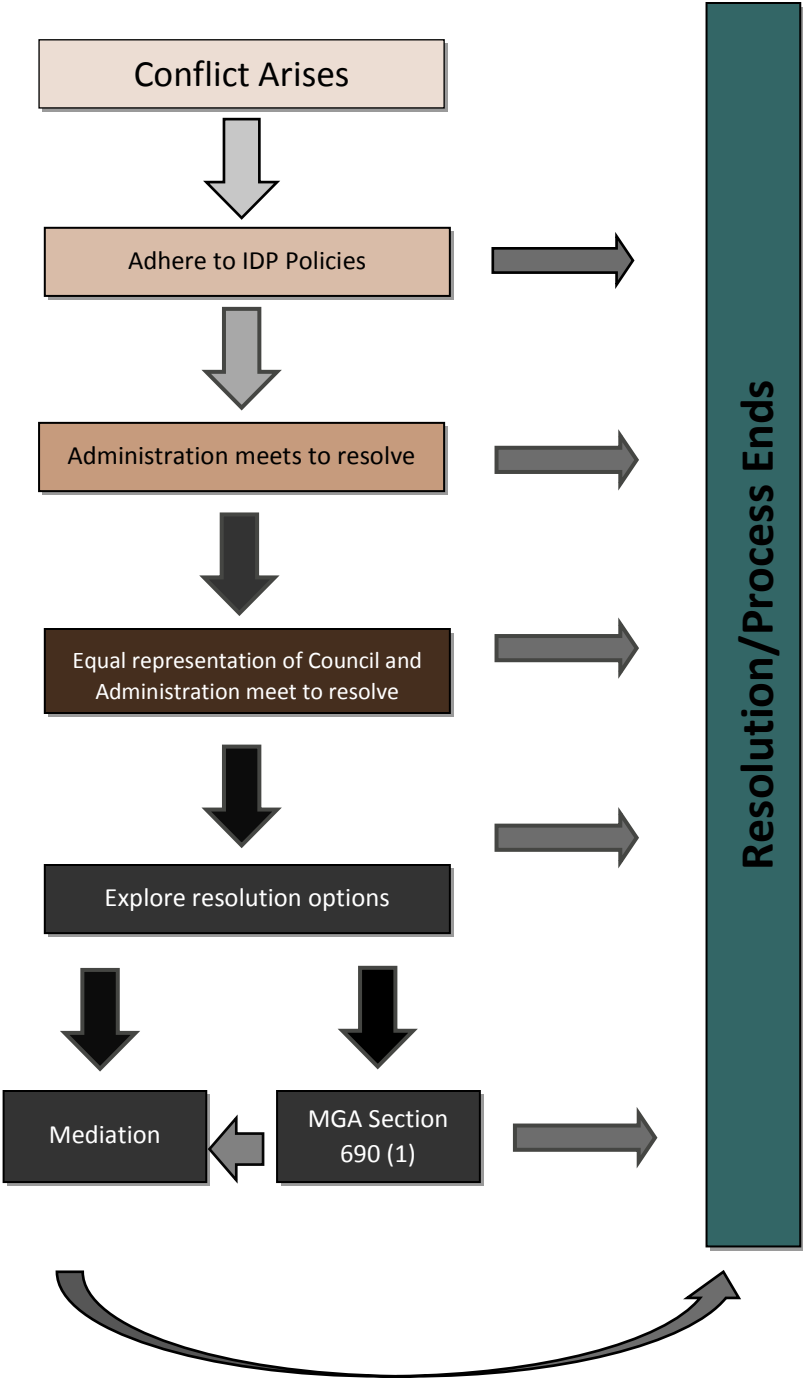 Conflict Arises
Adhere to IDP Policies
Administration meets to resolve
Equal representation of Council and
Administration meet to resolve
Explore resolution options
Mediation
MGA Section
690 (1)
Resolution/Process Ends